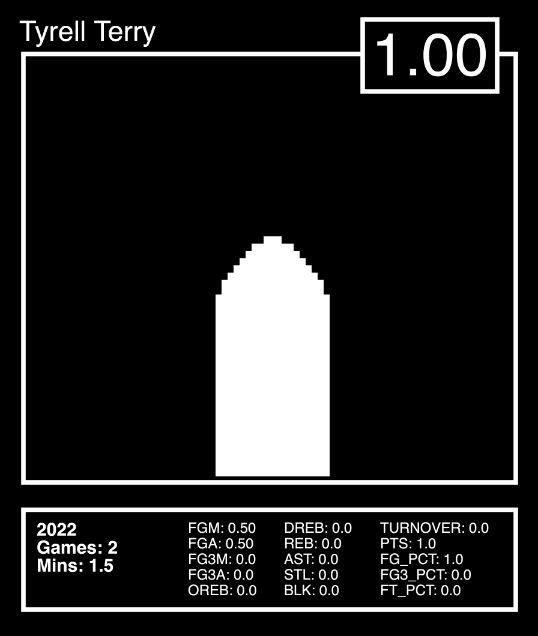 Tyrell Terry
1.00
2022
Games: 2
Mins: 1.5
FGM: 0.50
FGA: 0.50
FG3M: 0.0
FG3A: 0.0
OREB: 0.0
DREB: 0.0
REB: 0.0
AST: 0.0
STL: 0.0
BLK: 0.0
TURNOVER: 0.0
PTS: 1.0
FG_PCT: 1.0
FG3_PCT: 0.0
FT_PCT: 0.0